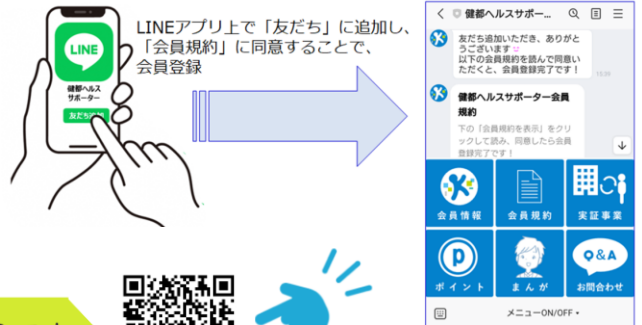 LINEアプリ上で「友だち」に追加し、
「会員規約」に同意することで、
会員登録
LINE
健都ヘルス
サポーター
友だち追加
健都ヘルスサポー...
友だち追加いただき、ありがと
うございます
以下の会員規約を読んで同意い
ただくと、会員登録完了です!
健都ヘルスサポーター会員
規約
下の「会員規約を表示」をクリ
ックして読み、同意したら会員
登録完了です!
会員情報
会員規約
実証事業
P
ポイント
まんが
Q&A
お問合わせ
メニューON/OFF